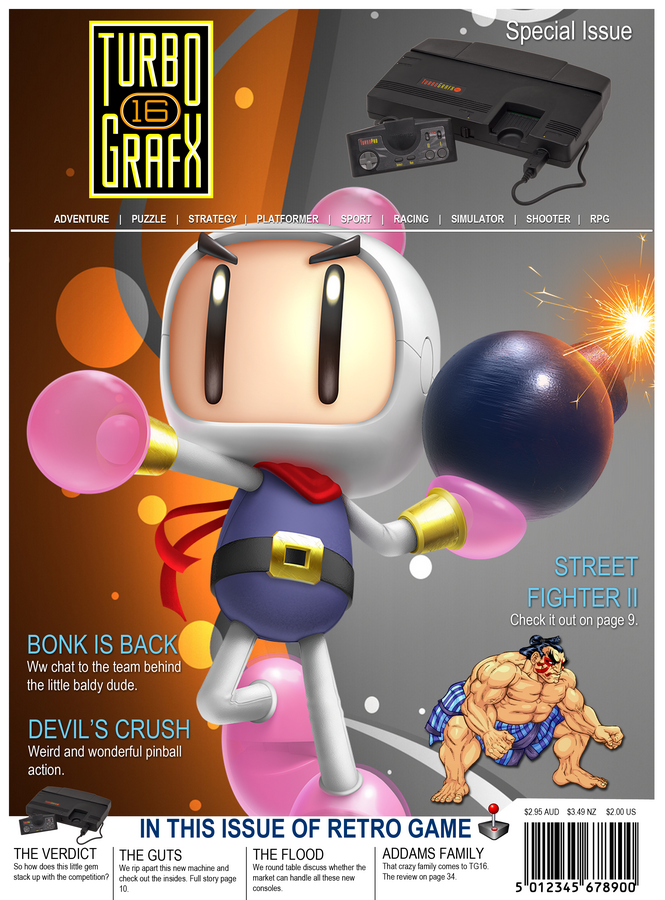 Special Issue
TURBO
16
GRAFX
ADVENTURE | PUZZLE | STRATEGY | PLATFORMER | SPORT | RACING | SIMULATOR | SHOOTER | RPG
STREET
FIGHTER II
Check it out on page 9.
BONK IS BACK
Ww chat to the team behind
the little baldy dude.
DEVIL'S CRUSH
Weird and wonderful pinball
action.
IN THIS ISSUE OF RETRO GAME
$2.95 AUD $3.49 NZ $2.00 US
THE VERDICT
So how does this little gem
stack up with the competition?
THE GUTS
We rip apart this new machine and
check out the insides. Full story page
10.
THE FLOOD
We round table discuss whether the
market can handle all these new
consoles.
ADDAMS FAMILY
That crazy family comes to TG16.
The review on page 34.
5 012345 678900